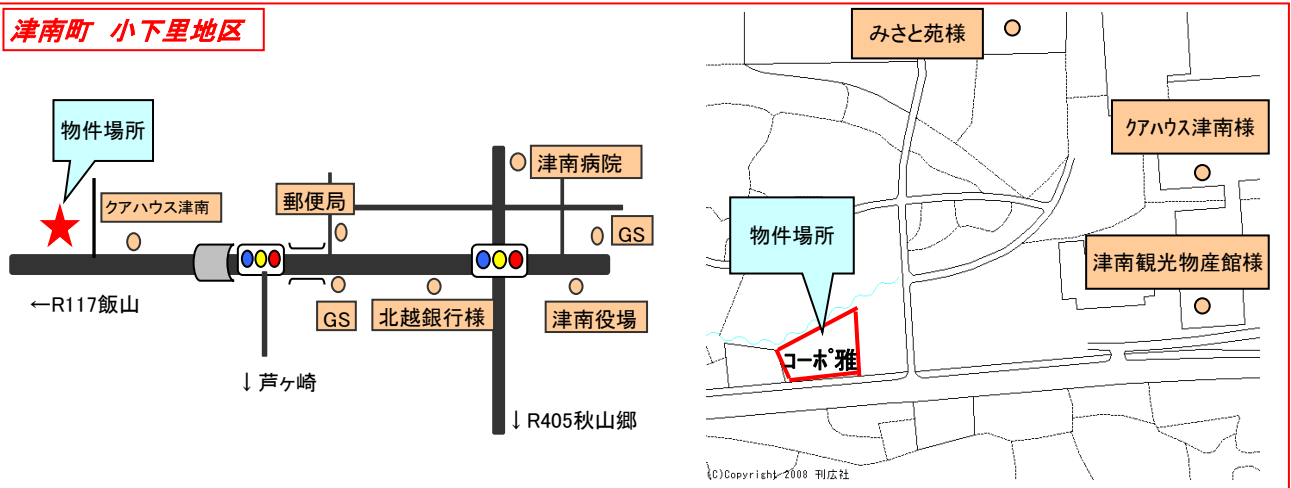 津南町 小下里地区
物件場所
クアハウス津南
郵便局
津南病院
GS
←R117飯山
GS
北越銀行様
津南役場
↓芦ヶ崎
↓R405秋山郷
みさと苑様
クアハウス津南様
物件場所
津南観光物産館様
コーポ雅
(C)Copyright 2008 刊広社